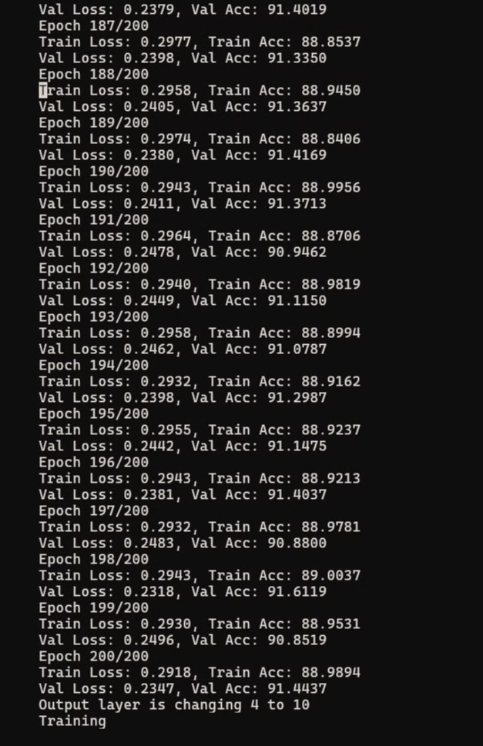 Val Loss: 0.2379, Val Acc: 91.4019
Epoch 187/200
Train Loss: 0.2977, Train Acc: 88.8537
Val Loss: 0.2398, Val Acc: 91.3350
Epoch 188/200
Train Loss: 0.2958, Train Acc: 88.9450
Val Loss: 0.2405, Val Acc: 91.3637
Epoch 189/200
Train Loss: 0.2974, Train Acc: 88.8406
Val Loss: 0.2380, Val Acc: 91.4169
Epoch 190/200
Train Loss: 0.2943, Train Acc: 88.9956
Val Loss: 0.2411, Val Acc: 91.3713
Epoch 191/200
Train Loss: 0.2964, Train Acc: 88.8706
Val Loss: 0.2478, Val Acc: 90.9462
Epoch 192/200
Train Loss: 0.2940, Train Acc: 88.9819
Val Loss: 0.2449, Val Acc: 91.1150
Epoch 193/200
Train Loss: 0.2958, Train Acc: 88.8994
Val Loss: 0.2462, Val Acc: 91.0787
Epoch 194/200
Train Loss: 0.2932, Train Acc: 88.9162
Val Loss: 0.2398, Val Acc: 91.2987
Epoch 195/200
Train Loss: 0.2955, Train Acc: 88.9237
Val Loss: 0.2442, Val Acc: 91.1475
Epoch 196/200
Train Loss: 0.2943, Train Acc: 88.9213
Val Loss: 0.2381, Val Acc: 91.4037
Epoch 197/200
Train Loss: 0.2932, Train Acc: 88.9781
Val Loss: 0.2483, Val Acc: 90.8800
Epoch 198/200
Train Loss: 0.2943, Train Acc: 89.0037
Val Loss: 0.2318, Val Acc: 91.6119
Epoch 199/200
Train Loss: 0.2930, Train Acc: 88.9531
Val Loss: 0.2496, Val Acc: 90.8519
Epoch 200/200
Train Loss: 0.2918, Train Acc: 88.9894
Val Loss: 0.2347, Val Acc: 91.4437
Output layer is changing 4 to 10
Training